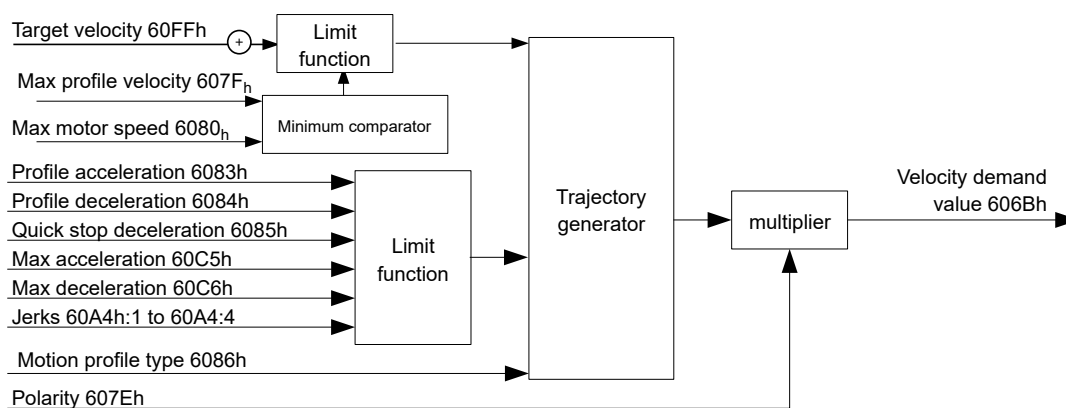 Target velocity 60FFh
+
Limit
function
Max profile velocity 607Fh
Minimum comparator
Max motor speed 6080h
Profile acceleration 6083h
Profile deceleration 6084h
Quick stop deceleration 6085h
Max acceleration 60C5h
Max deceleration 60C6h
Jerks 60A4h:1 to 60A4:4
Limit
function
Motion profile type 6086h
Polarity 607Eh
Trajectory
generator
multiplier
Velocity demand
value 606Bh